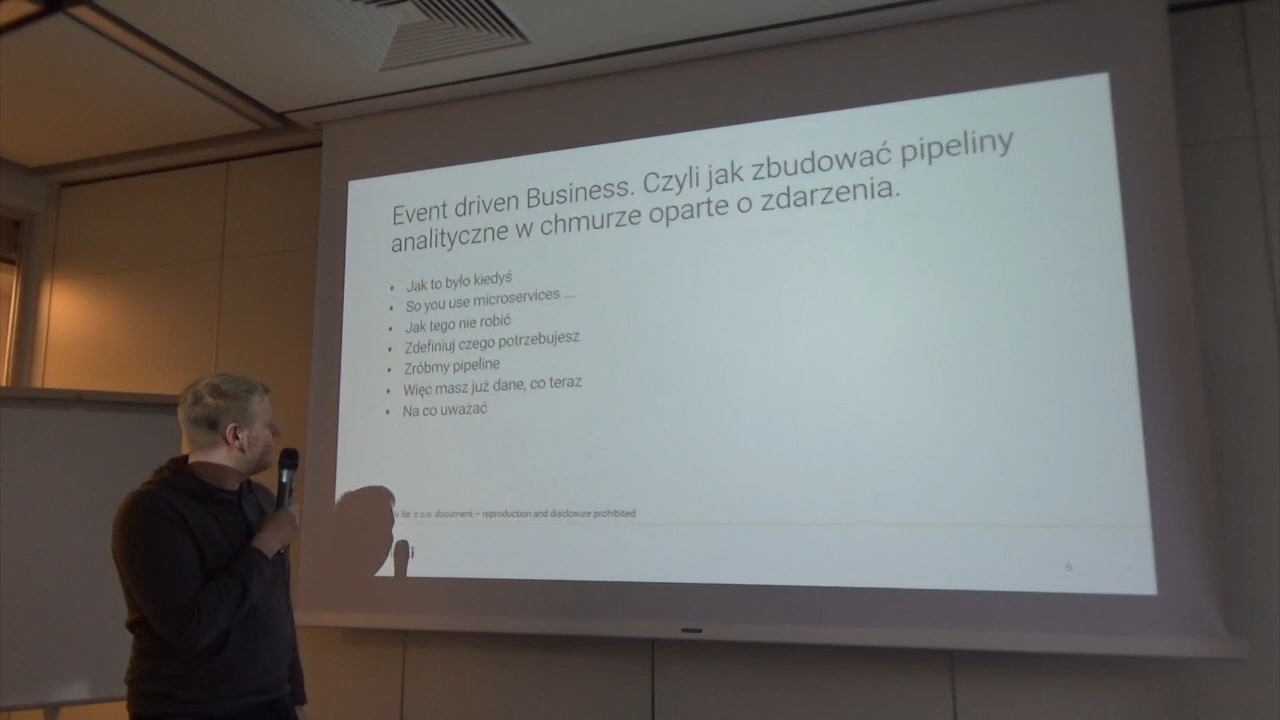 Event driven Business. Czyli jak zbudować pipeliny
analityczne w chmurze oparte o zdarzenia.
• Jak to było kiedyś
• So you use microservices ....
• Jak tego nie robić
• Zdefiniuj czego potrzebujesz
• Zróbmy pipeline
• Więc masz już dane, co teraz
• Na co uważać
z o.o. document – reproduction and disclosure prohibited
6